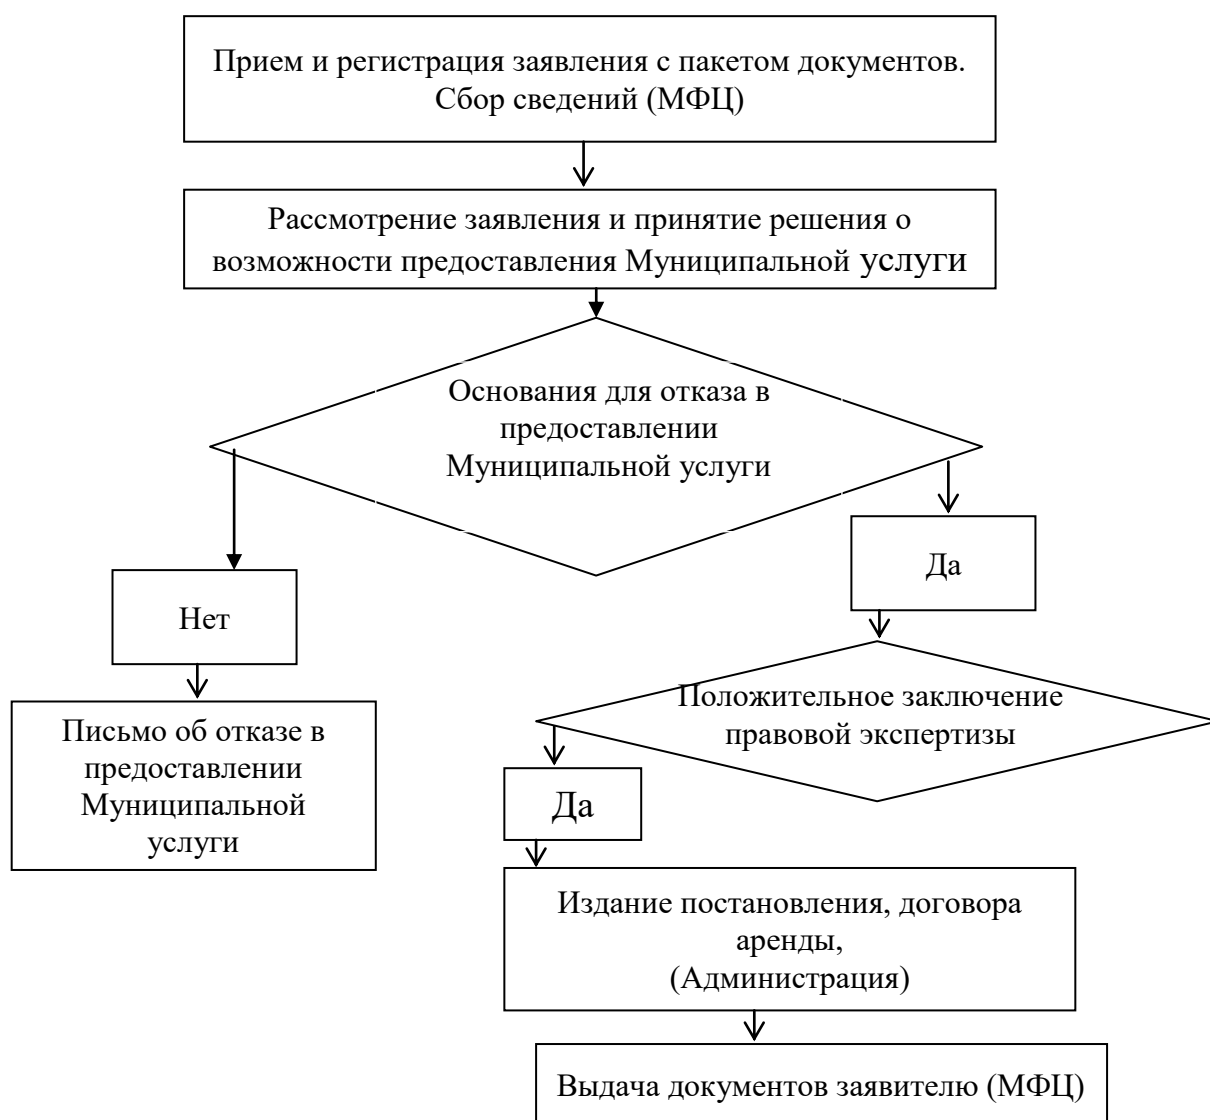 Прием и регистрация заявления с пакетом документов.
Сбор сведений (МФЦ)
Рассмотрение заявления и принятие решения о
возможности предоставления Муниципальной услуги
Основания для отказа в
предоставлении
Муниципальной услуги
Да
Нет
Положительное заключение
правовой экспертизы
Письмо об отказе в
предоставлении
Муниципальной
услуги
Да
Издание постановления, договора
аренды,
(Администрация)
Выдача документов заявителю (МФЦ)